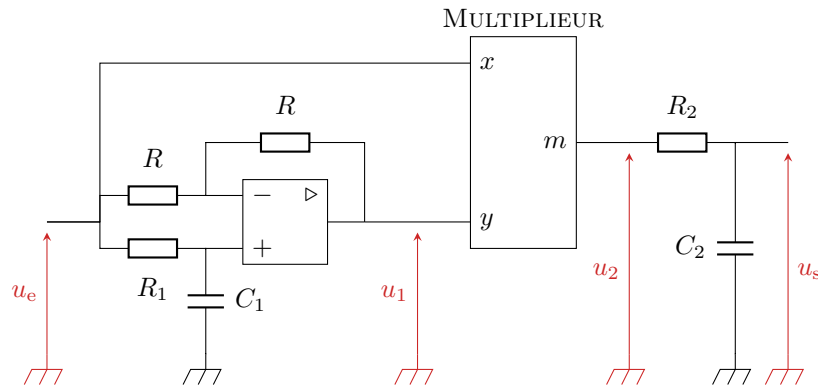 MULTIPLIEUR
x
R
R
R₂
m
−
▷
u₁
y
+
R₁
C₁
C₂
uₑ
u₂
uₛ